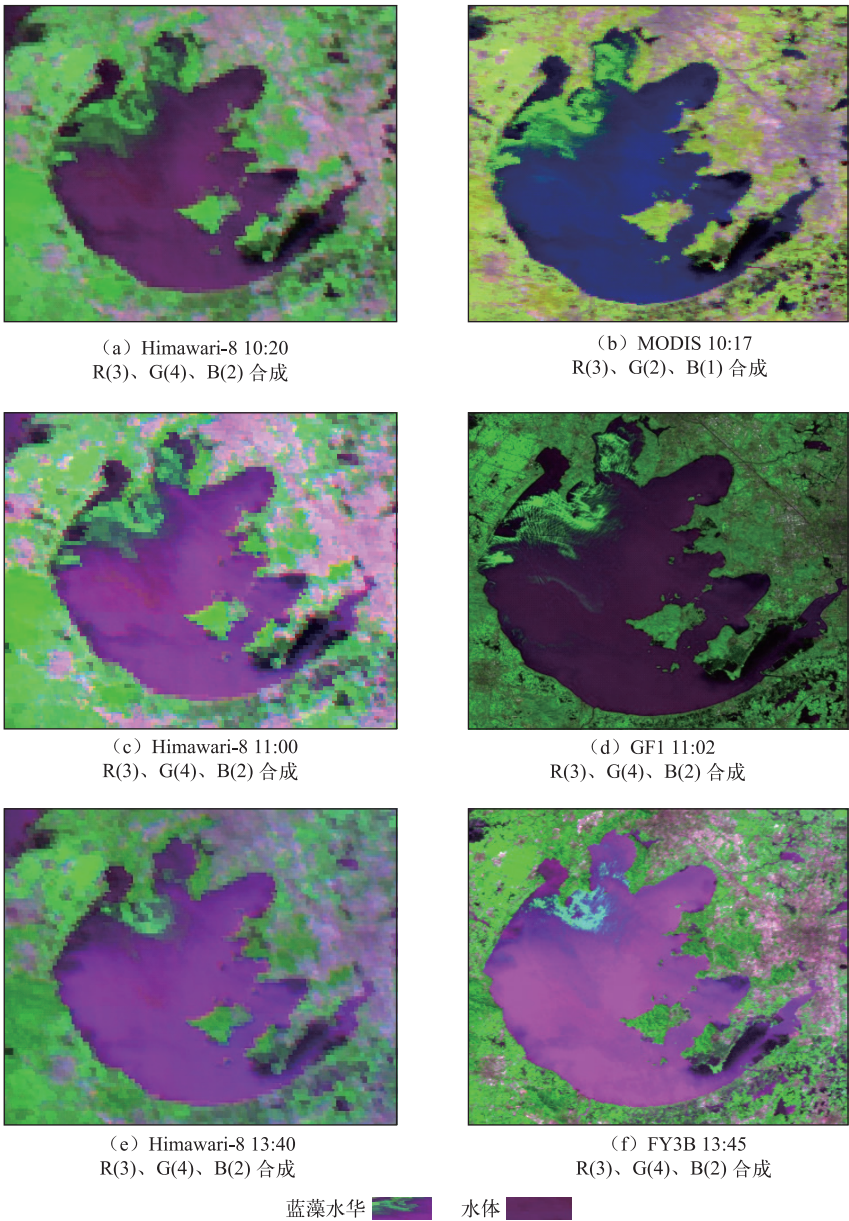 (a) Himawari-8 10:20
R(3)、G(4)、B(2) 合成
(b) MODIS 10:17
R(3)、G(2)、B(1) 合成
(c) Himawari-8 11:00
R(3)、G(4)、B(2) 合成
(d) GF1 11:02
R(3)、G(4)、B(2) 合成
(e) Himawari-8 13:40
R(3)、G(4)、B(2) 合成
(f) FY3B 13:45
R(3)、G(4)、B(2) 合成
蓝藻水华 水体